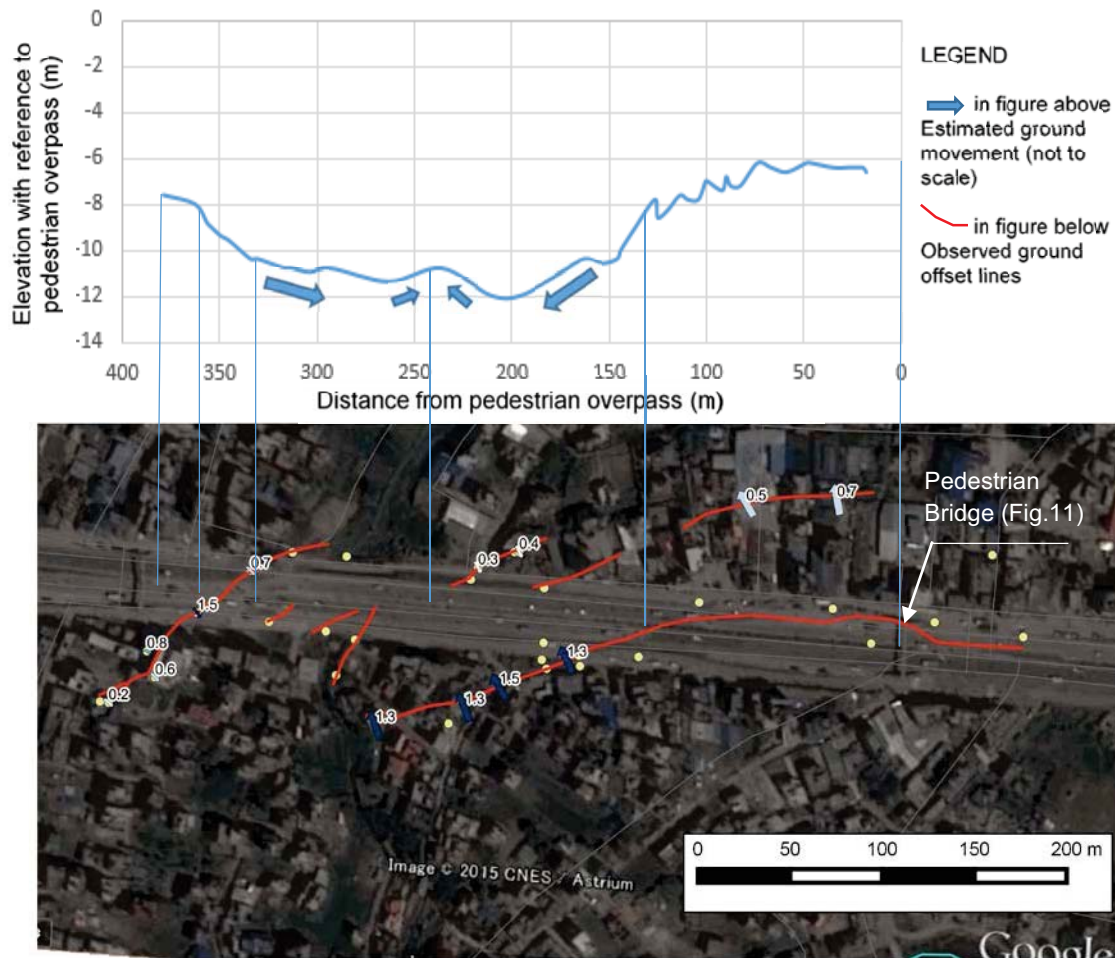 Elevation with reference to
pedestrian overpass (m)
0
-2
-4
-6
-8
-10
-12
-14
400
350
300
250
200
150
100
50
0
Distance from pedestrian overpass (m)
LEGEND
in figure above
Estimated ground
movement (not to
scale)
in figure below
Observed ground
offset lines
Pedestrian
Bridge (Fig.11)
0.5
0.7
0.4
0.3
0.7
1.5
0.8
0.6
0.2
1.3
1.5
1.3
1.3
0 50 100 150 200 m
Image © 2015 CNES / Astrium
Google